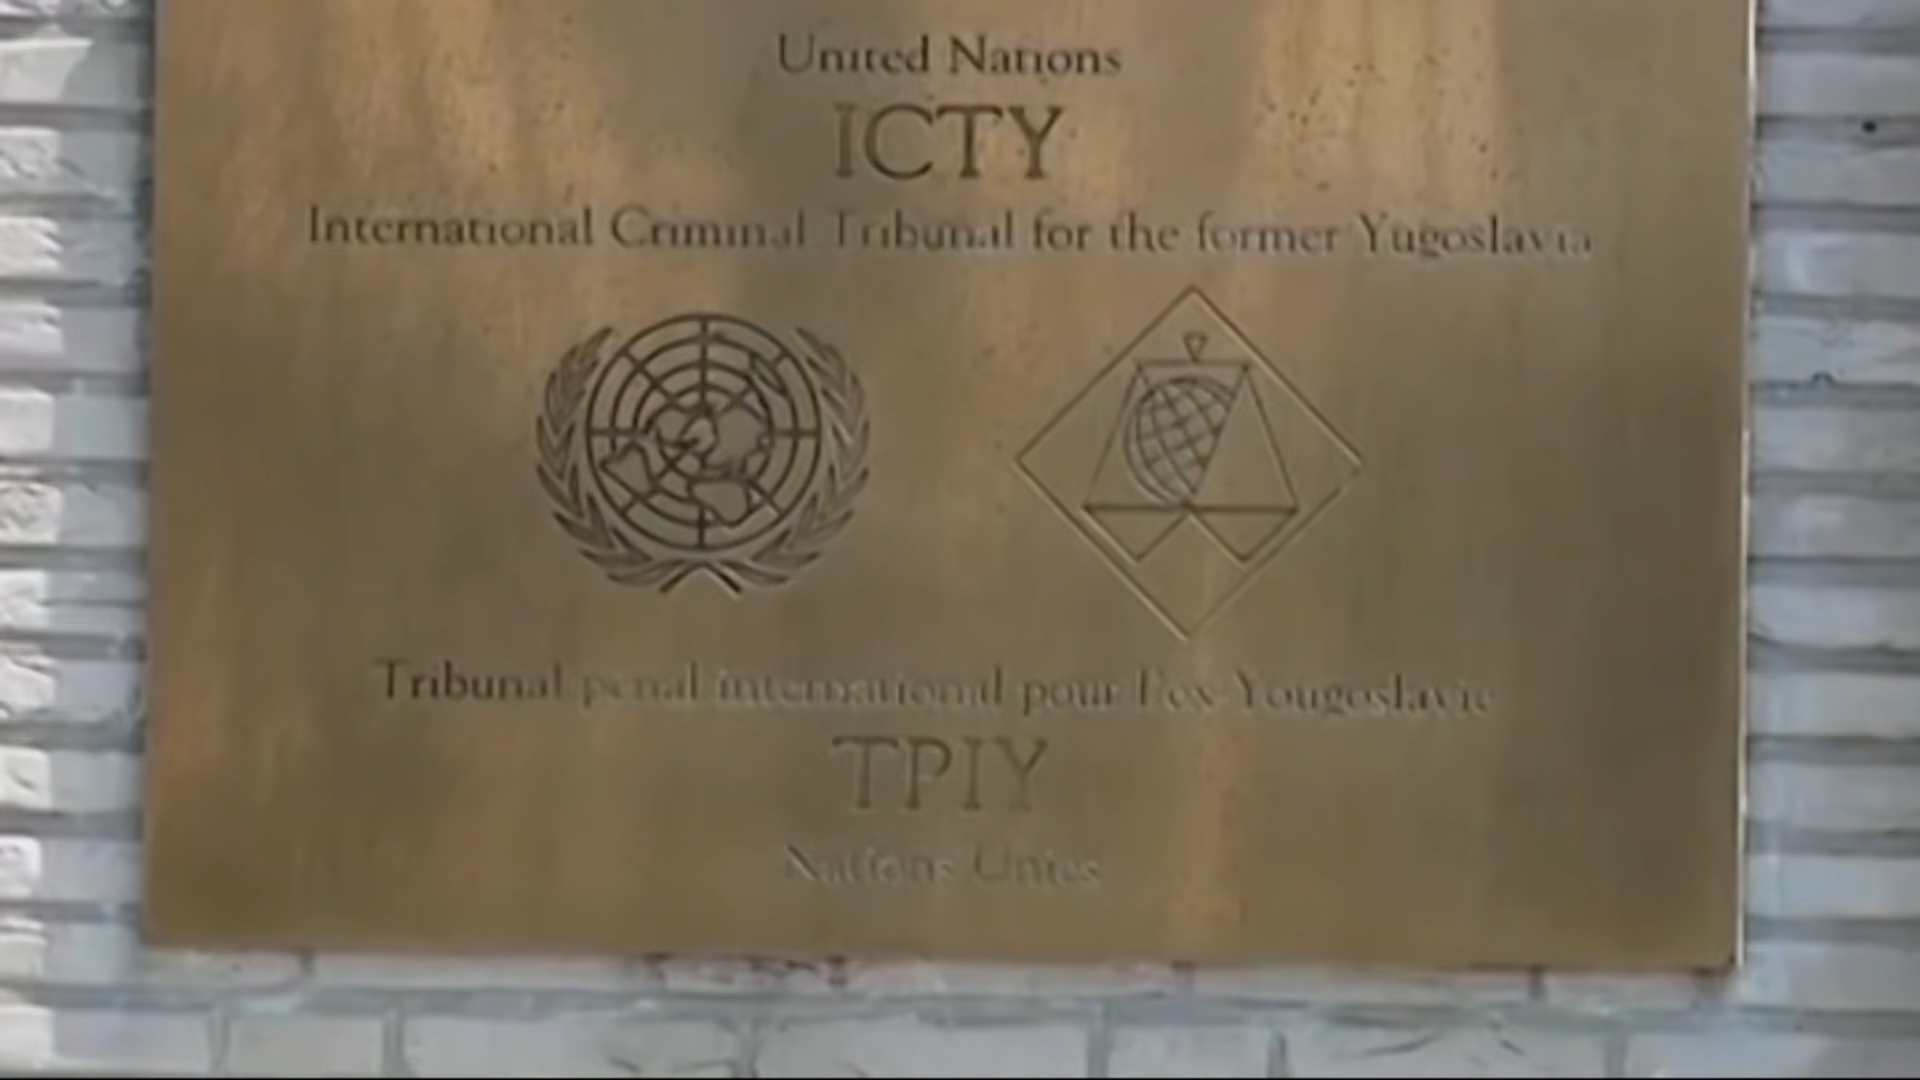 United Nations
ICTY
International Criminal Tribunal for the former Yugoslavia
Tribunal pénal international pour l'ex-Yougoslavie
TPIY
Nations Unies